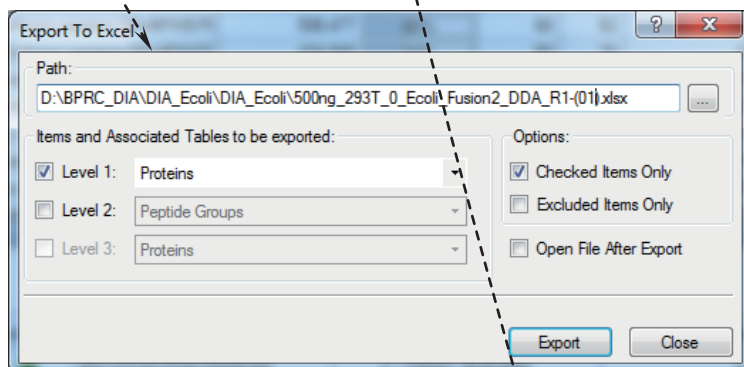 Export To Excel
Path:
D:\BPRC_DIA\DIA_Ecoli\DIA_Ecoli\500ng_293T_0_Ecoli_Fusion2_DDA_R1-(01).xlsx
...
Items and Associated Tables to be exported:
Options:
Level 1: Proteins
Checked Items Only
Level 2: Peptide Groups
Excluded Items Only
Level 3: Proteins
Open File After Export
Export
Close